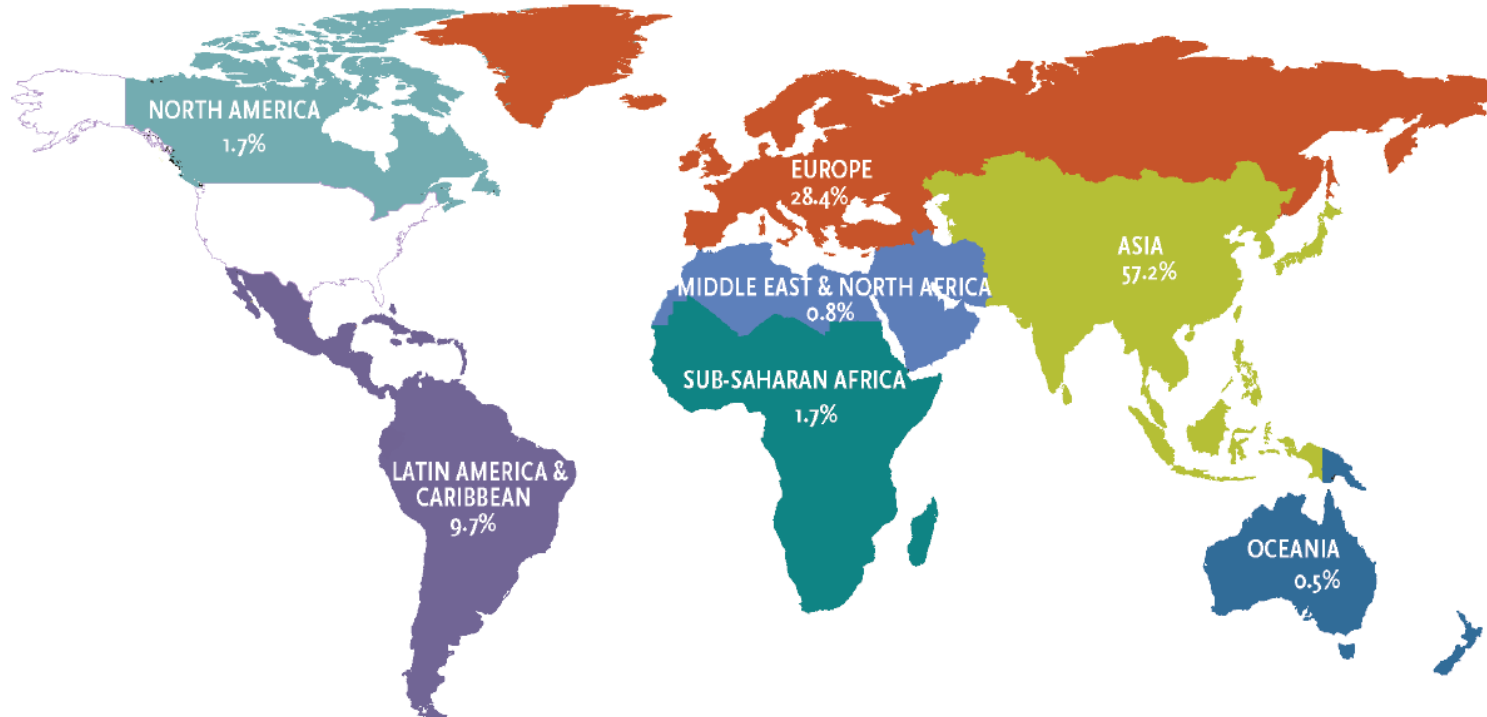 NORTH AMERICA
1.7%
EUROPE
28.4%
ASIA
57.2%
MIDDLE EAST & NORTH AFRICA
0.8%
SUB-SAHARAN AFRICA
1.7%
LATIN AMERICA &
CARIBBEAN
9.7%
OCEANIA
0.5%